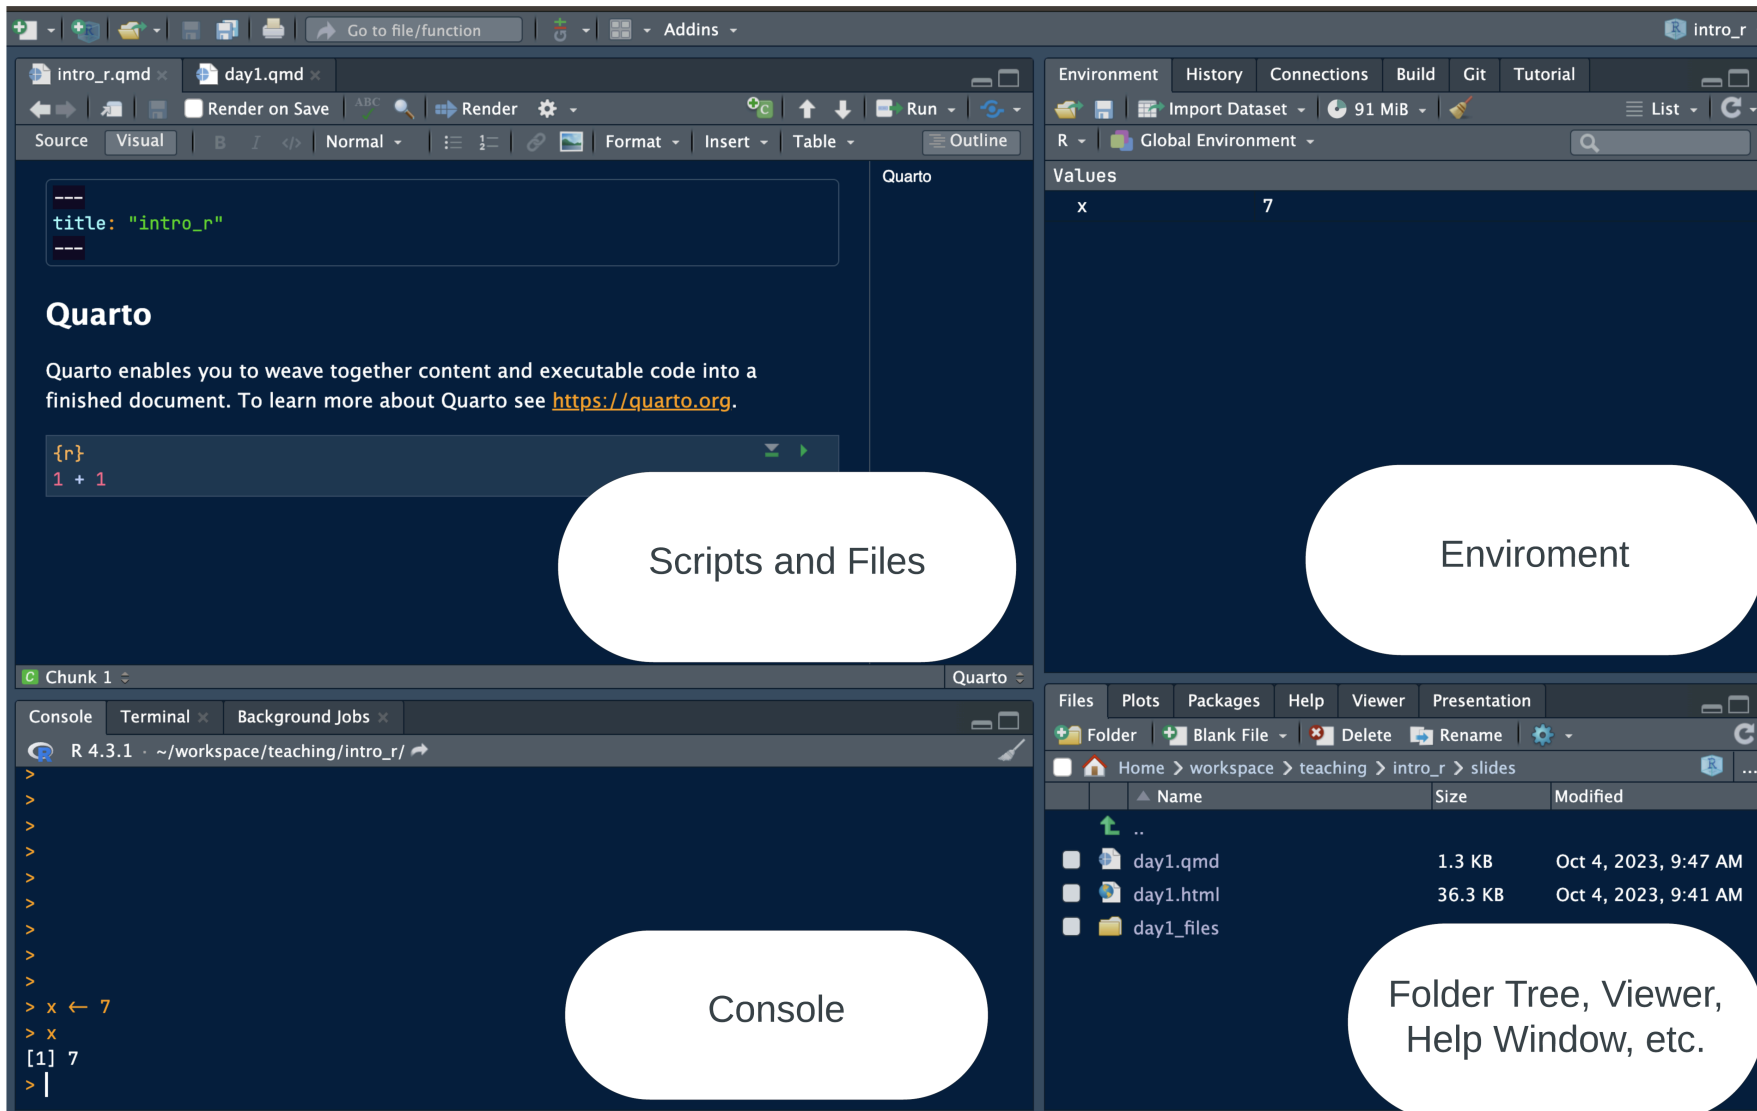 Go to file/function
Addins
intro_r
intro_r.qmd
day1.qmd
Render on Save
ABC
Render
Run
Source
Visual
B
I
</>
Normal
Format
Insert
Table
Outline
---
title: "intro_r"
---
Quarto
Quarto enables you to weave together content and executable code into a
finished document. To learn more about Quarto see https://quarto.org.
{r}
1 + 1
Quarto
Scripts and Files
C Chunk 1
Quarto
Console
Terminal
Background Jobs
R 4.3.1 · ~/workspace/teaching/intro_r/
>
>
>
>
>
>
>
>
>
> x ← 7
> x
[1] 7
>
Console
Environment
History
Connections
Build
Git
Tutorial
Import Dataset
91 MiB
List
R
Global Environment
Values
x 7
Enviroment
Files
Plots
Packages
Help
Viewer
Presentation
Folder
Blank File
Delete
Rename
Home > workspace > teaching > intro_r > slides
R
...
Name
Size
Modified
..
day1.qmd 1.3 KB Oct 4, 2023, 9:47 AM
day1.html 36.3 KB Oct 4, 2023, 9:41 AM
day1_files
Folder Tree, Viewer,
Help Window, etc.